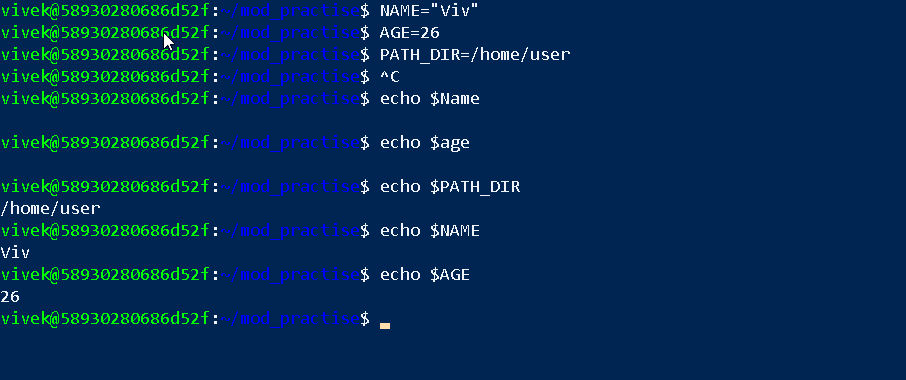 vivek@58930280686d52f:~/mod-practise$ NAME="Viv"
vivek@58930280686d52f:~/mod-practise$ AGE=26
vivek@58930280686d52f:~/mod-practise$ PATH_DIR=/home/user
vivek@58930280686d52f:~/mod-practise$ ^C
vivek@58930280686d52f:~/mod-practise$ echo $Name
vivek@58930280686d52f:~/mod-practise$ echo $age
vivek@58930280686d52f:~/mod-practise$ echo $PATH_DIR
/home/user
vivek@58930280686d52f:~/mod-practise$ echo $NAME
Viv
vivek@58930280686d52f:~/mod-practise$ echo $AGE
26
vivek@58930280686d52f:~/mod-practise$